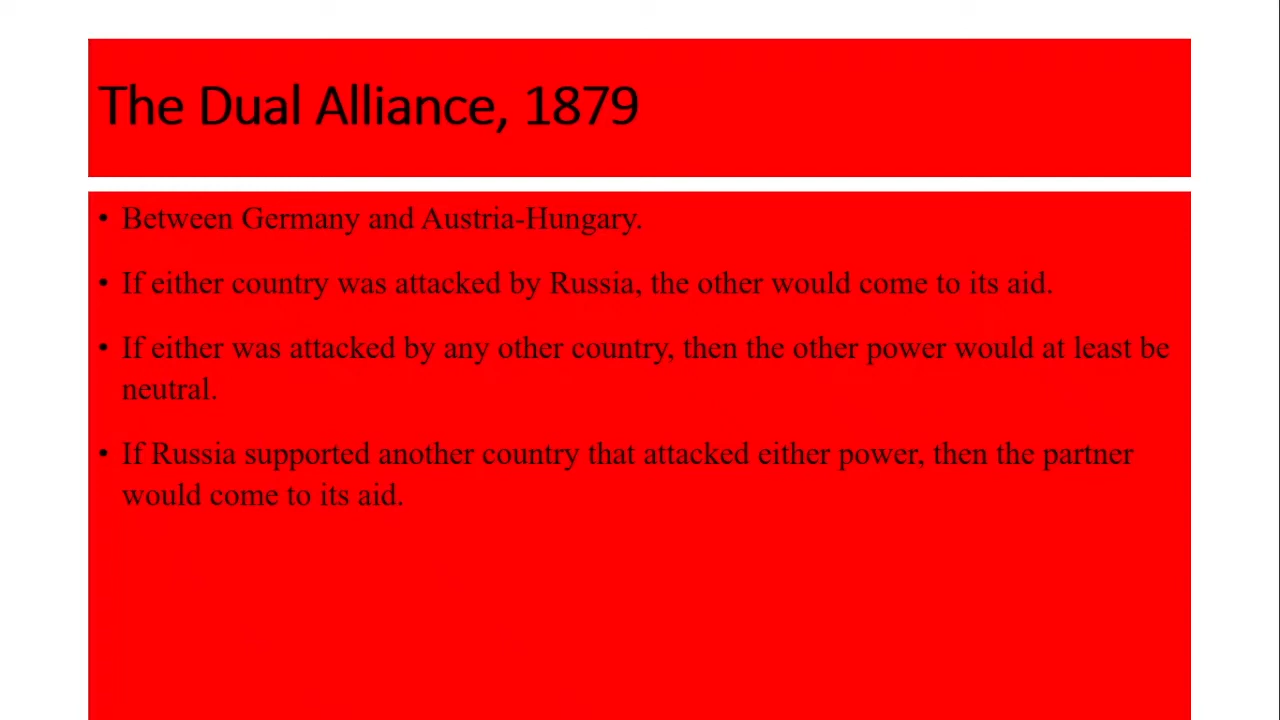 The Dual Alliance, 1879
• Between Germany and Austria-Hungary.
• If either country was attacked by Russia, the other would come to its aid.
• If either was attacked by any other country, then the other power would at least be
neutral.
• If Russia supported another country that attacked either power, then the partner
would come to its aid.